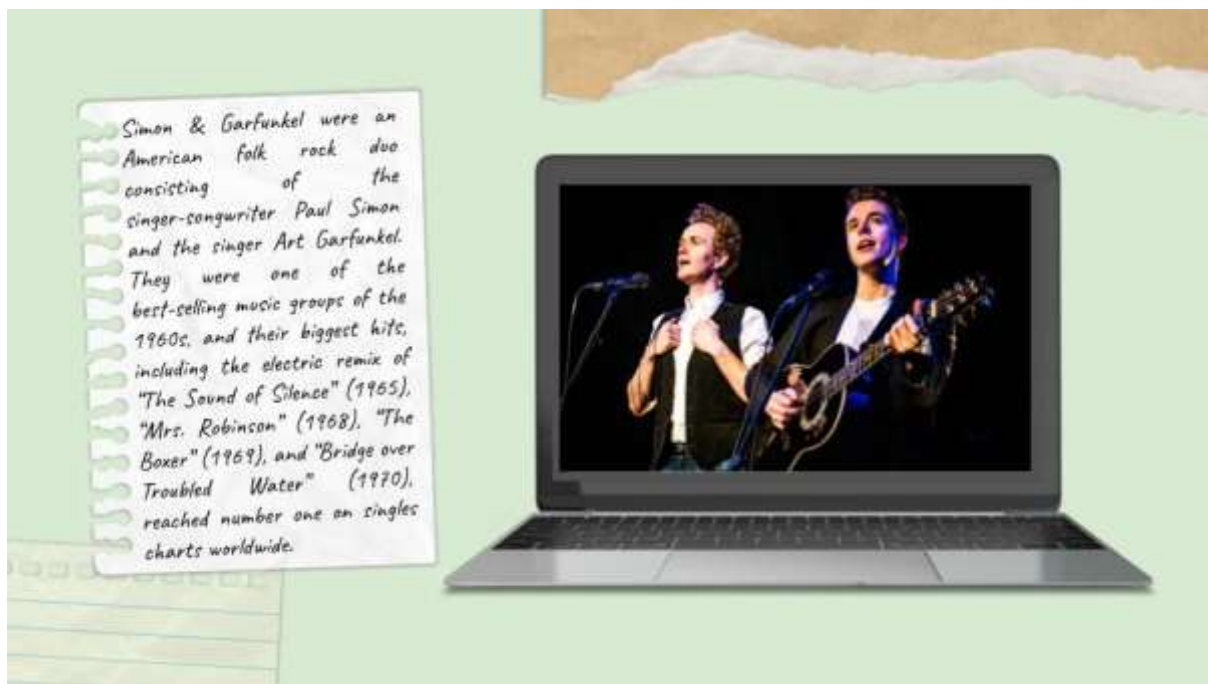 Simon & Garfunkel were an
American folk rock duo
consisting of the
singer-songwriter Paul Simon
and the singer Art Garfunkel.
They were one of the
best-selling music groups of the
1960s, and their biggest hits,
including the electric remix of
"The Sound of Silence" (1965),
"Mrs. Robinson" (1968), "The
Boxer" (1969), and "Bridge over
Troubled Water" (1970),
reached number one on singles
charts worldwide.